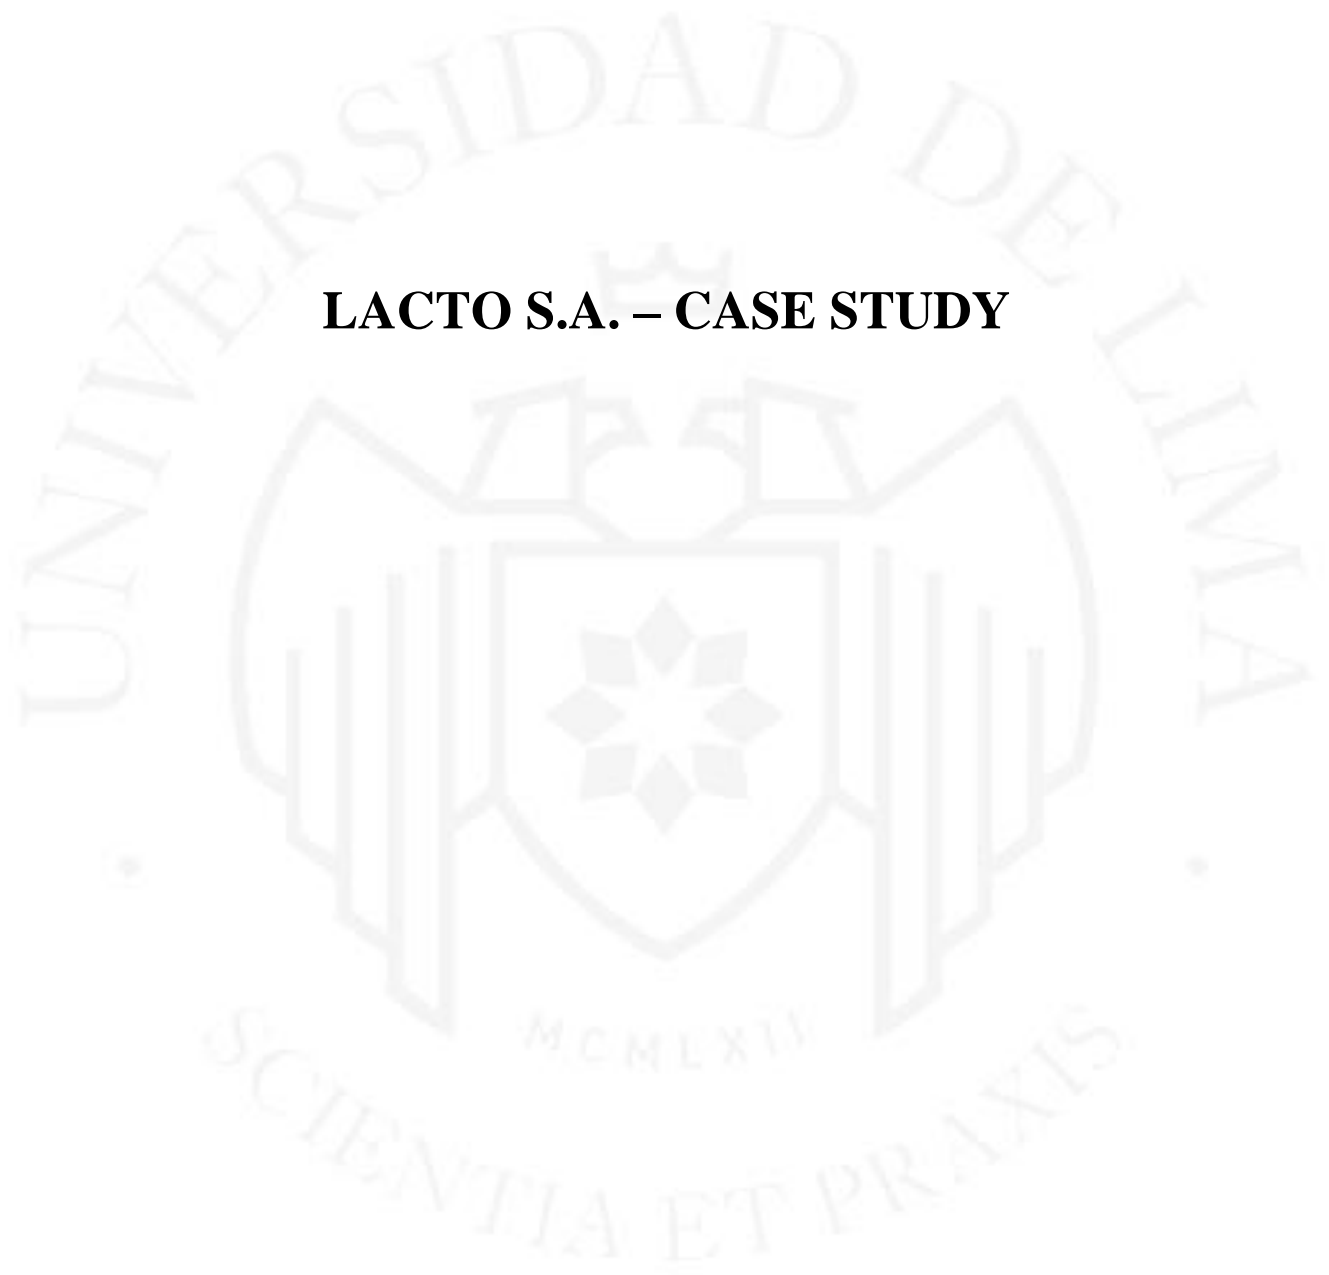 UNIVERSIDAD DE LIMA
LACTO S.A. – CASE STUDY
MCMLXII
SCIENTIA ET PRAXIS